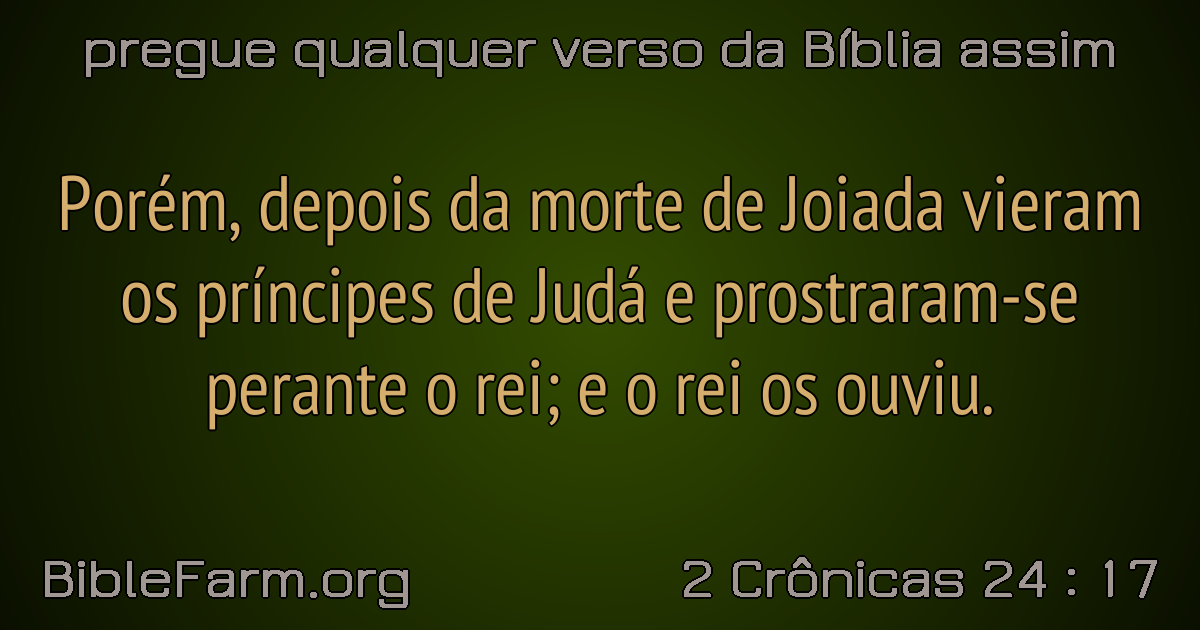 pregue qualquer verso da Bíblia assim
Porém, depois da morte de Joiada vieram
os príncipes de Judá e prostraram-se
perante o rei; e o rei os ouviu.
BibleFarm.org
2 Crônicas 24 : 17